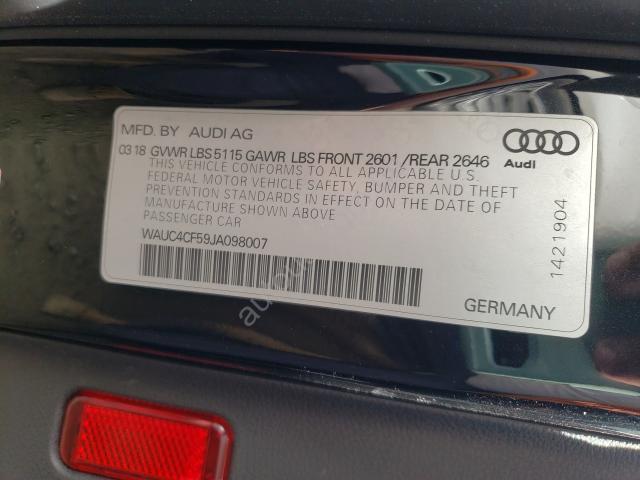 MFD. BY AUDI AG
03 18 GVWR LBS 5115 GAWR LBS FRONT 2601 /REAR 2646
THIS VEHICLE CONFORMS TO ALL APPLICABLE U.S.
FEDERAL MOTOR VEHICLE SAFETY, BUMPER AND THEFT
PREVENTION STANDARDS IN EFFECT ON THE DATE OF
MANUFACTURE SHOWN ABOVE
PASSENGER CAR
WAUC4CF59JA098007
Audi
1421904
GERMANY